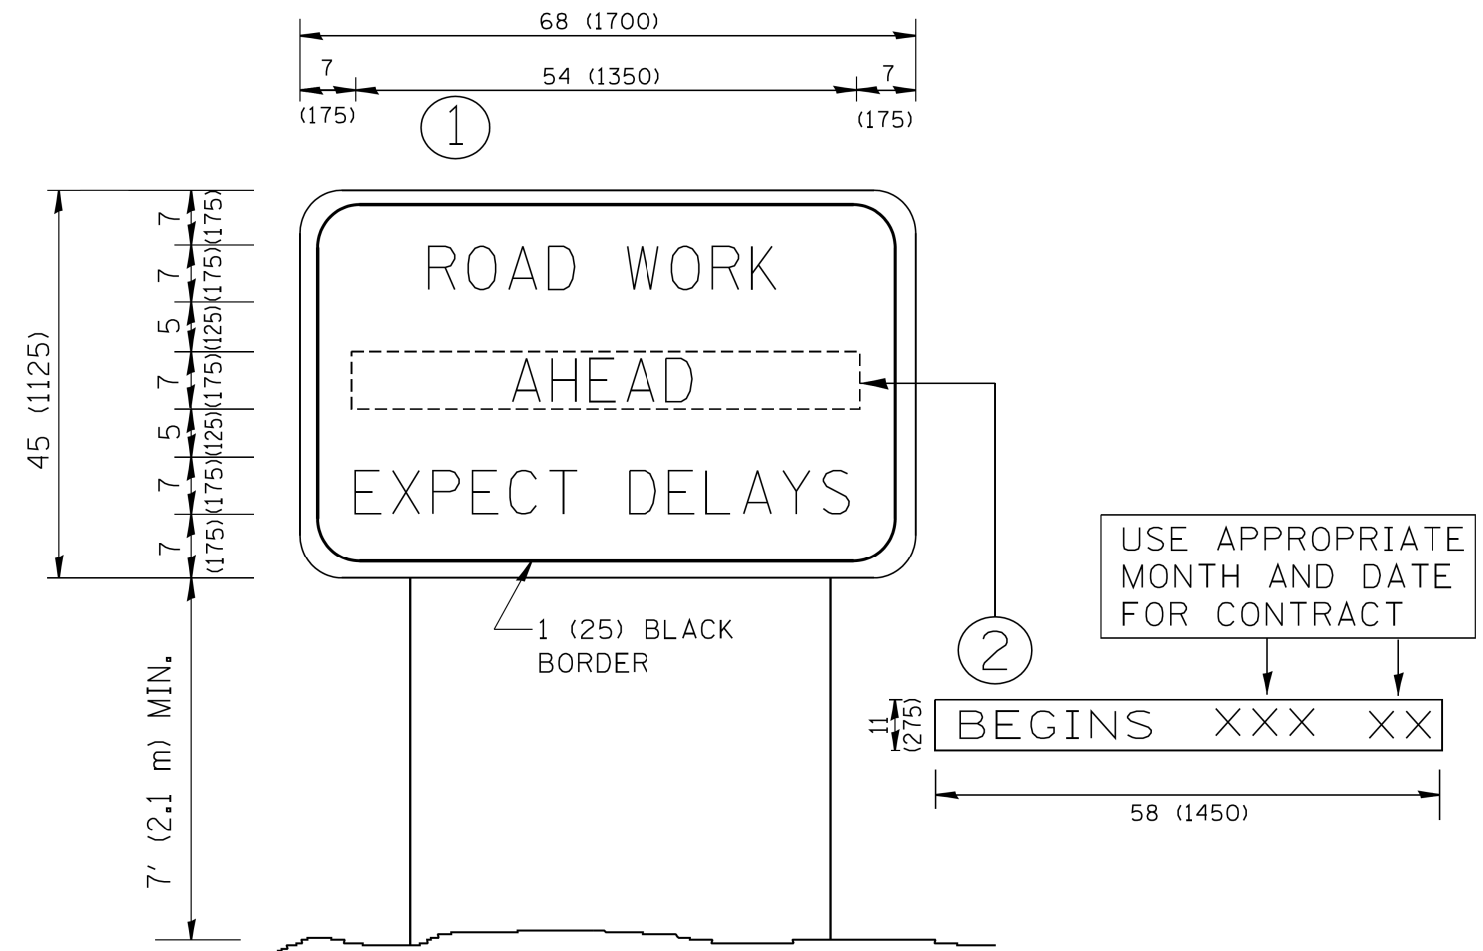 68 (1700)
7
54 (1350)
7
(175)
(175)
1
45 (1125)
7
(175)
7
(175)
5
(125)
7
(175)
5
(125)
7
(175)
7
(175)
ROAD WORK
AHEAD
EXPECT DELAYS
1 (25) BLACK
BORDER
7' (2.1 m) MIN.
USE APPROPRIATE
MONTH AND DATE
FOR CONTRACT
2
11
(275)
BEGINS XXX XX
58 (1450)